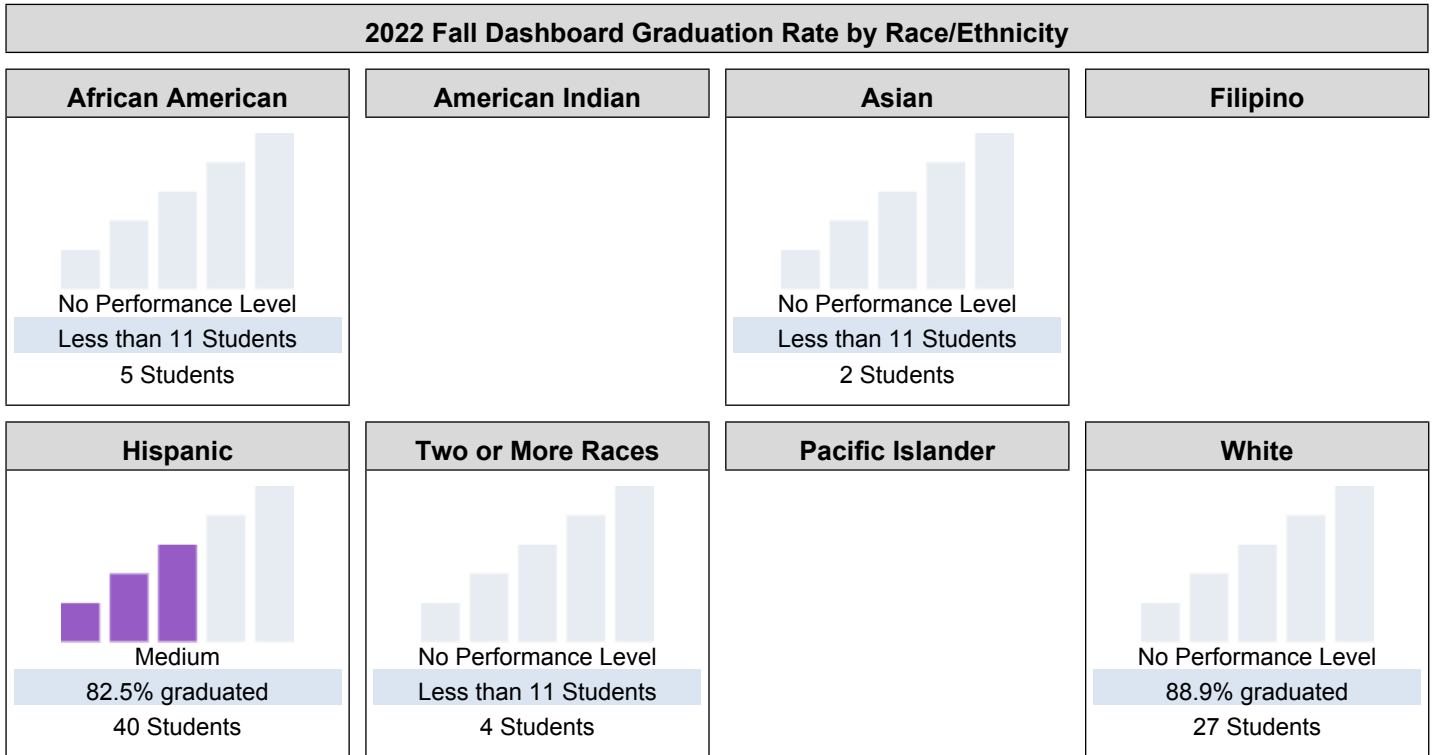 2022 Fall Dashboard Graduation Rate by Race/Ethnicity
African American
No Performance Level
Less than 11 Students
5 Students
American Indian
Asian
No Performance Level
Less than 11 Students
2 Students
Filipino
Hispanic
Medium
82.5% graduated
40 Students
Two or More Races
No Performance Level
Less than 11 Students
4 Students
Pacific Islander
White
No Performance Level
88.9% graduated
27 Students